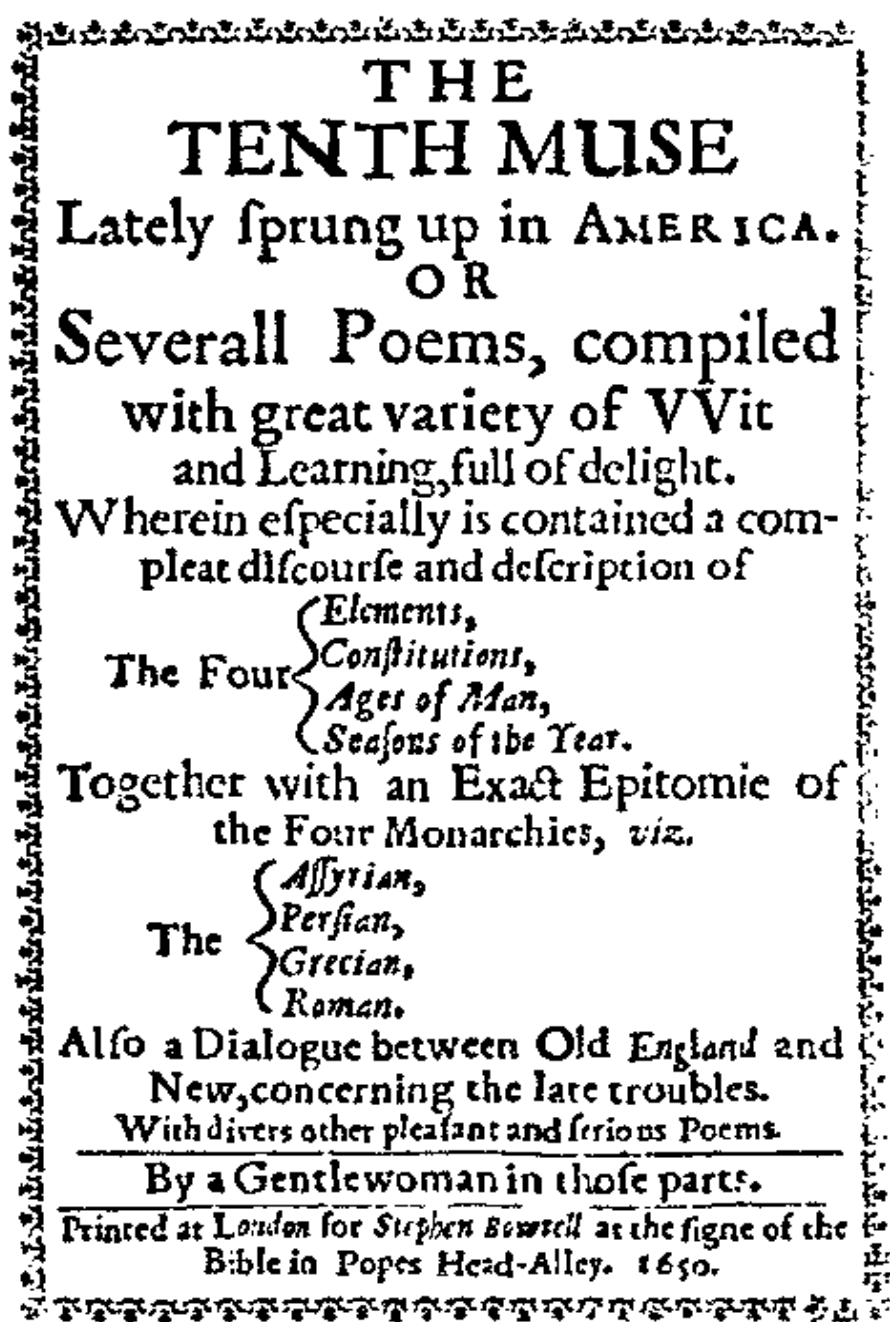 THE
TENTH MUSE
Lately ſprung up in AMERICA.
OR
Severall Poems, compiled
with great variety of VVit
and Learning, full of delight.
Wherein eſpecially is contained a com-
pleat diſcourſe and deſcription of
The Four
Elements,
Conſtitutions,
Ages of Man,
Seaſons of the Year.
Together with an Exact Epitomie of
the Four Monarchies, viz.
The
Aſſyrian,
Perſian,
Grecian,
Roman.
Alſo a Dialogue between Old England and
New, concerning the late troubles.
With divers other pleaſant and ſerious Poems.
By a Gentlewoman in thoſe parts.
Printed at London for Stephen Bowtell at the ſigne of the
Bible in Popes Head-Alley. 1650.